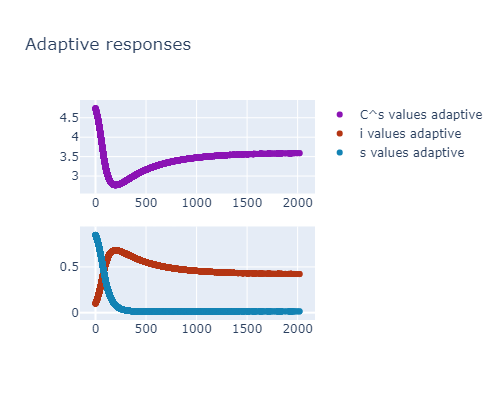 Adaptive responses
4.5
4
3.5
3
0 500 1000 1500 2000
C^s values adaptive
i values adaptive
s values adaptive
0.5
0
0 500 1000 1500 2000